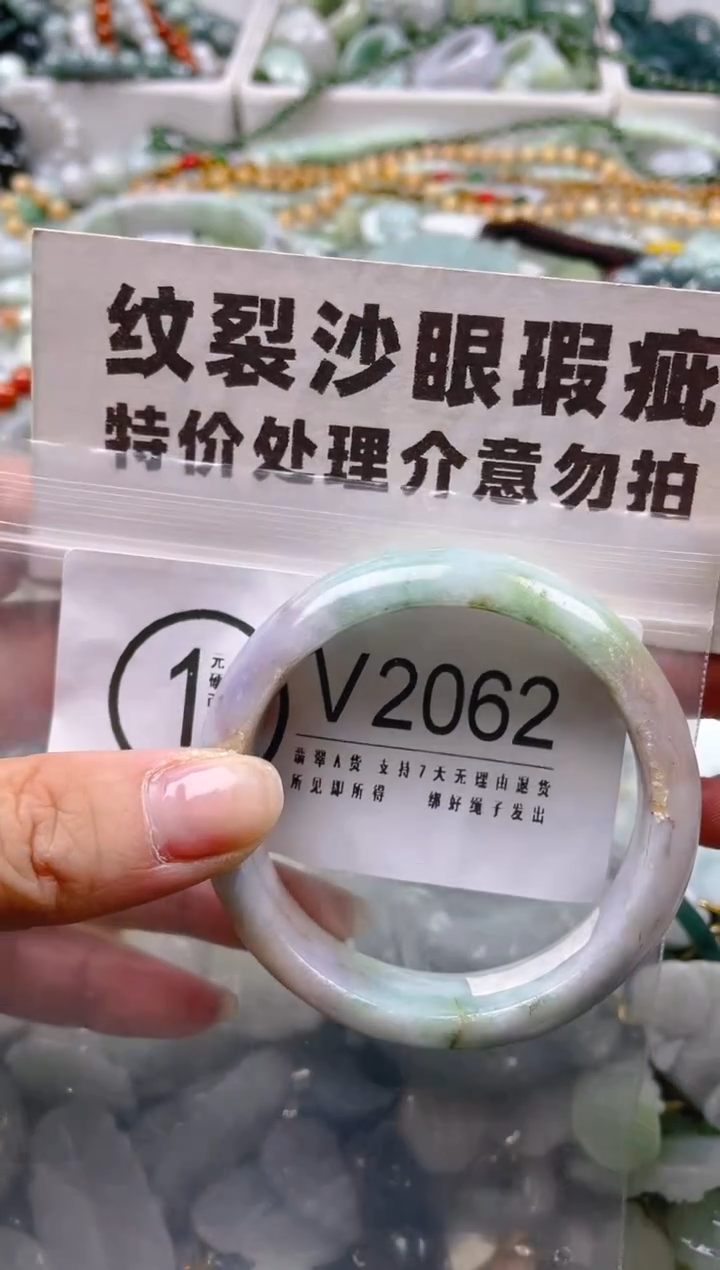 纹裂沙眼瑕疵
特价处理介意勿拍
1元硬
V2062
翡翠A货 支持7天无理由退货
所见即所得 绑好绳子发出